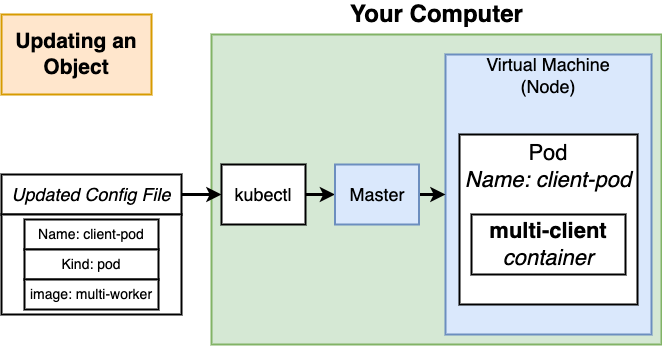 Your Computer
Updating an
Object
Virtual Machine
(Node)
Pod
Name: client-pod
Updated Config File
kubectl
Master
Name: client-pod
Kind: pod
image: multi-worker
multi-client
container